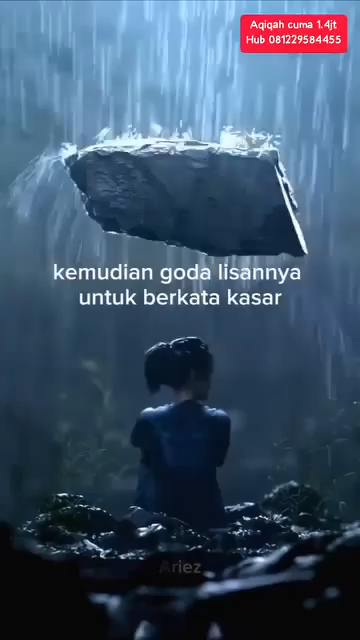 Aqiqah cuma 1.4jt
Hub 081229584455
kemudian goda lisannya
untuk berkata kasar
Ariez